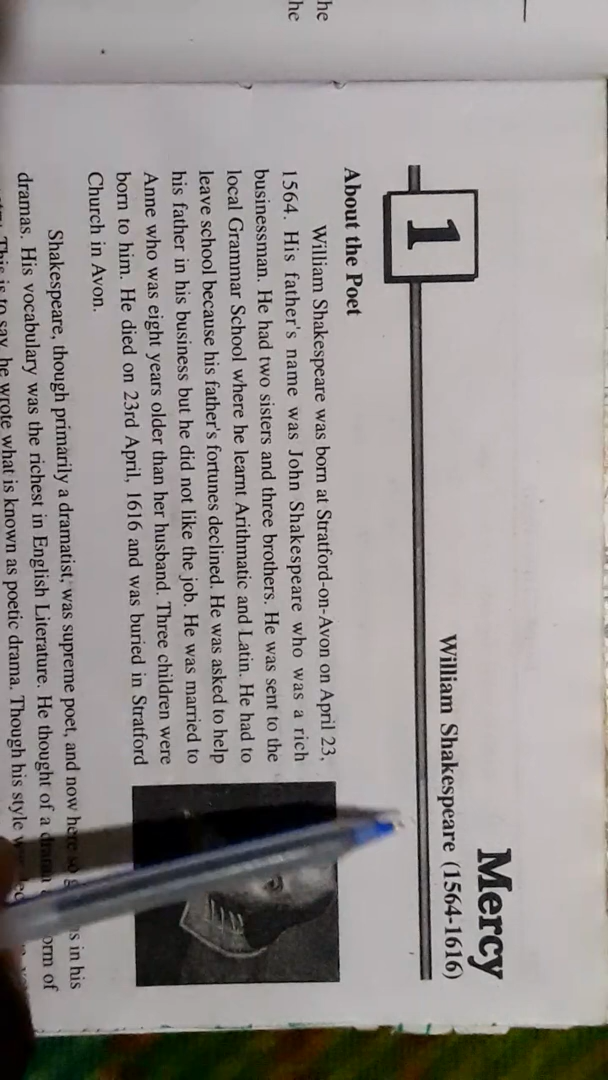 he
he
1
Mercy
William Shakespeare (1564-1616)
About the Poet
William Shakespeare was born at Stratford-on-Avon on April 23,
1564. His father's name was John Shakespeare who was a rich
businessman. He had two sisters and three brothers. He was sent to the
local Grammar School where he learnt Arithmatic and Latin. He had to
leave school because his father's fortunes declined. He was asked to help
his father in his business but he did not like the job. He was married to
Anne who was eight years older than her husband. Three children were
born to him. He died on 23rd April, 1616 and was buried in Stratford
Church in Avon.
Shakespeare, though primarily a dramatist, was supreme poet, and now here so in his
dramas. His vocabulary was the richest in English Literature. He thought of a of
This is to say, he wrote what is known as poetic drama. Though his style